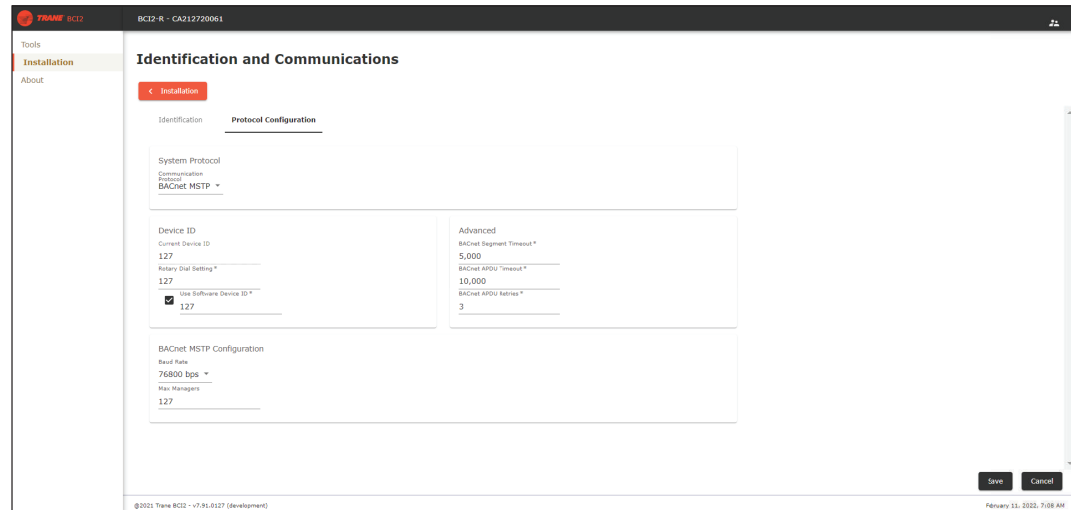 TRANE BCI2
BCI2-R - CA212720061
Tools
Installation
About
Identification and Communications
< Installation
Identification
Protocol Configuration
System Protocol
Communication
Protocol
BACnet MSTP
Device ID
Current Device ID
127
Rotary Dial Setting *
127
Use Software Device ID *
127
Advanced
BACnet Segment Timeout *
5,000
BACnet APDU Timeout *
10,000
BACnet APDU Retries *
3
BACnet MSTP Configuration
Baud Rate
76800 bps
Max Managers
127
Save
Cancel
@2021 Trane BCI2 - v7.91.0127 (development)
February 11, 2022, 7:08 AM